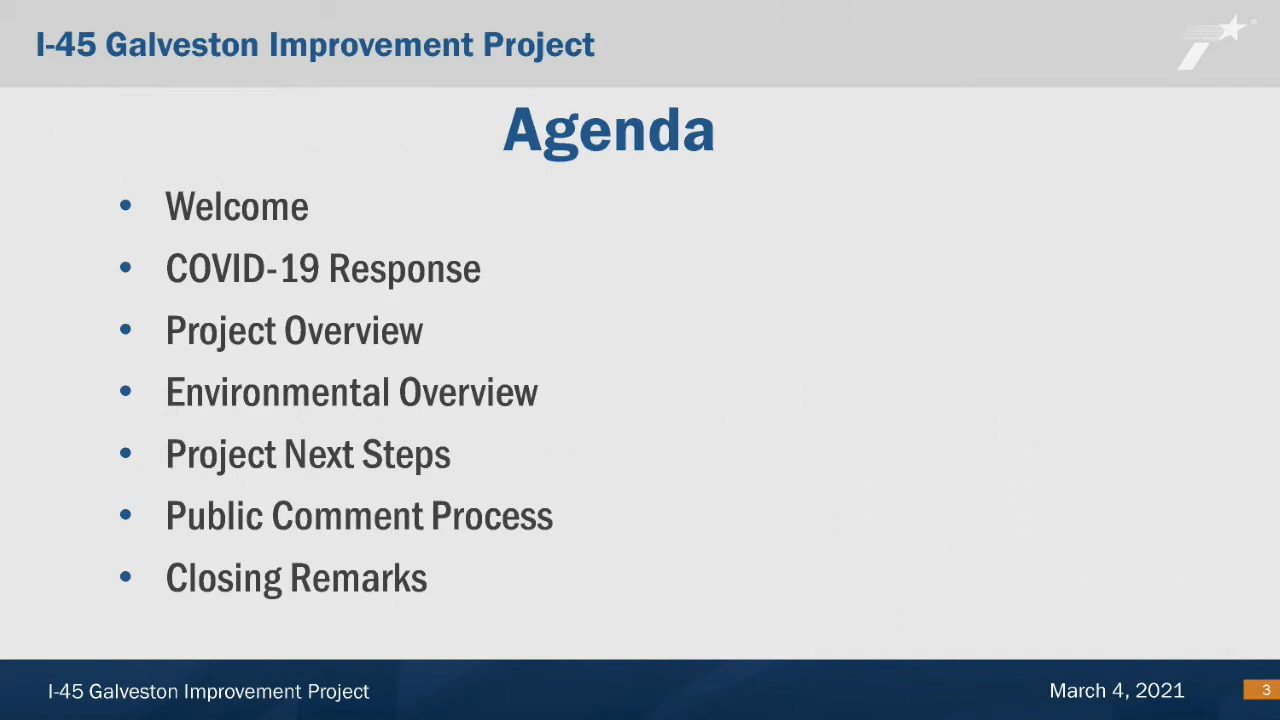 I-45 Galveston Improvement Project
Agenda
• Welcome
• COVID-19 Response
• Project Overview
• Environmental Overview
• Project Next Steps
• Public Comment Process
• Closing Remarks
I-45 Galveston Improvement Project
March 4, 2021
3